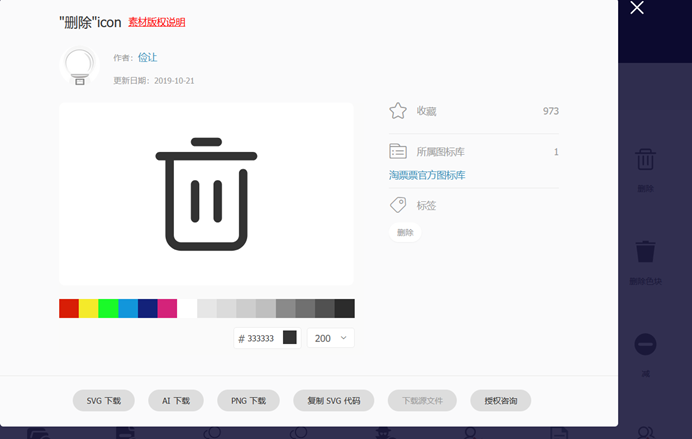 "删除"icon 素材版权说明
作者：俭让
更新日期：2019-10-21
收藏 973
所属图标库 1
淘票票官方图标库
标签
删除
# 333333
200
SVG 下载
AI 下载
PNG 下载
复制 SVG 代码
下载源文件
授权咨询
删除
删除色块
减